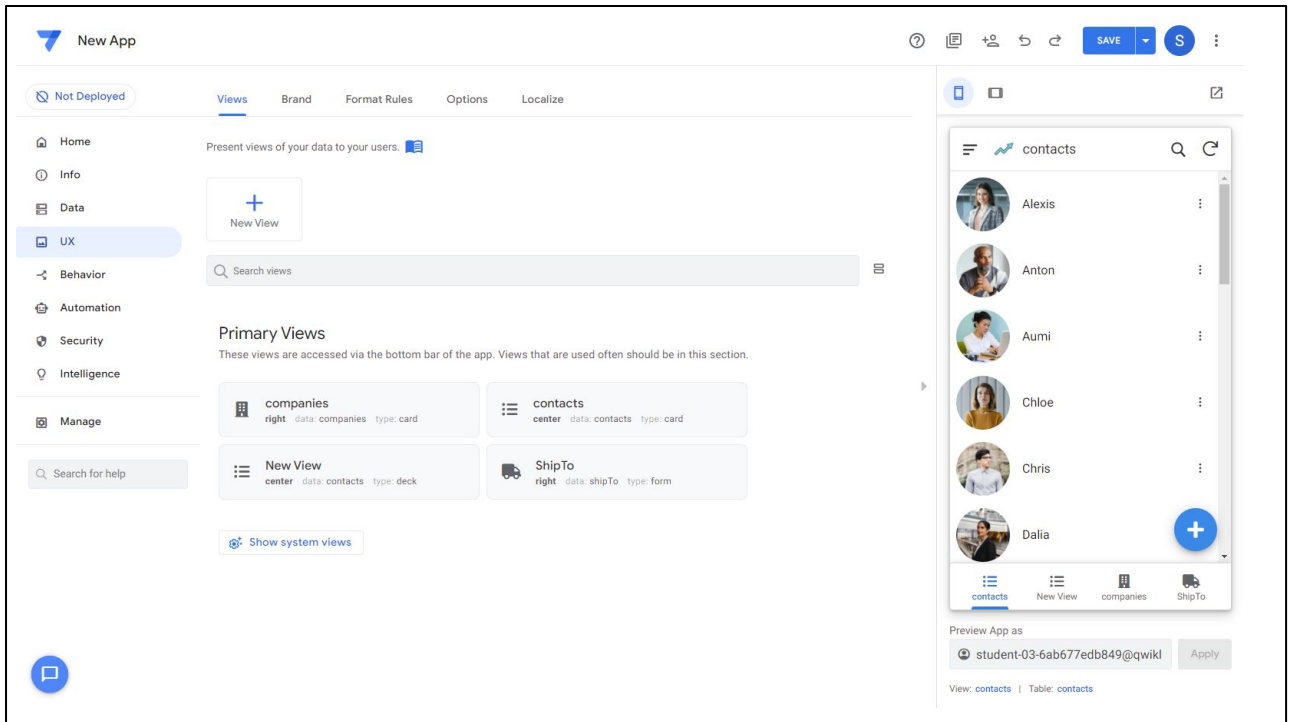 New App
SAVE
S
Not Deployed
Views Brand Format Rules Options Localize
Home
Info
Data
UX
Behavior
Automation
Security
Intelligence
Manage
Search for help
Present views of your data to your users.
New View
Search views
Primary Views
These views are accessed via the bottom bar of the app. Views that are used often should be in this section.
companies
right data: companies type: card
contacts
center data: contacts type: card
New View
center data: contacts type: deck
ShipTo
right data: shipTo type: form
Show system views
contacts
Alexis
Anton
Aumi
Chloe
Chris
Dalia
contacts New View companies ShipTo
Preview App as
student-03-6ab677edb849@qwikl
Apply
View: contacts | Table: contacts